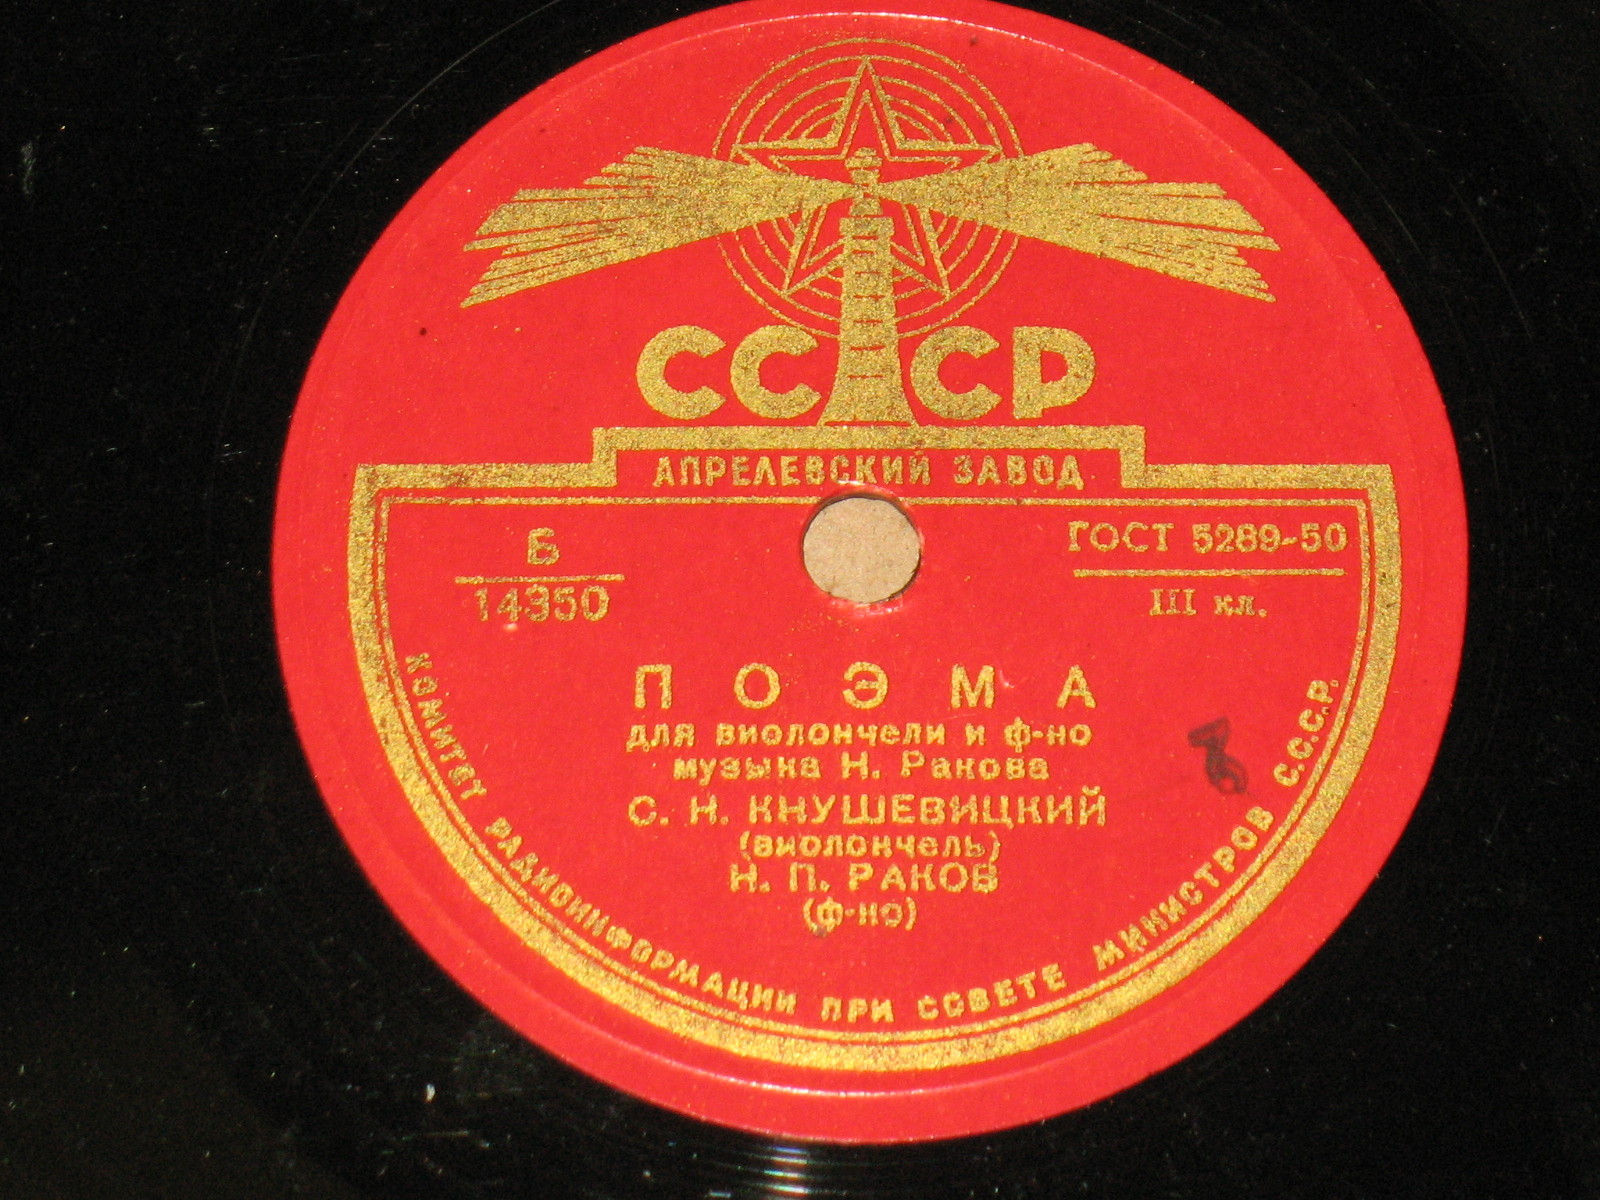 СССР
АПРЕЛЕВСКИЙ ЗАВОД
Б
14350
ГОСТ 5289-50
III кл.
ПОЭМА
для виолончели и ф-но
музыка Н. Ракова
С. Н. КНУШЕВИЦКИЙ
(виолончель)
Н. П. РАКОВ
(ф-но)
КОМИТЕТ РАДИОИНФОРМАЦИИ ПРИ СОВЕТЕ МИНИСТРОВ С.С.С.Р.